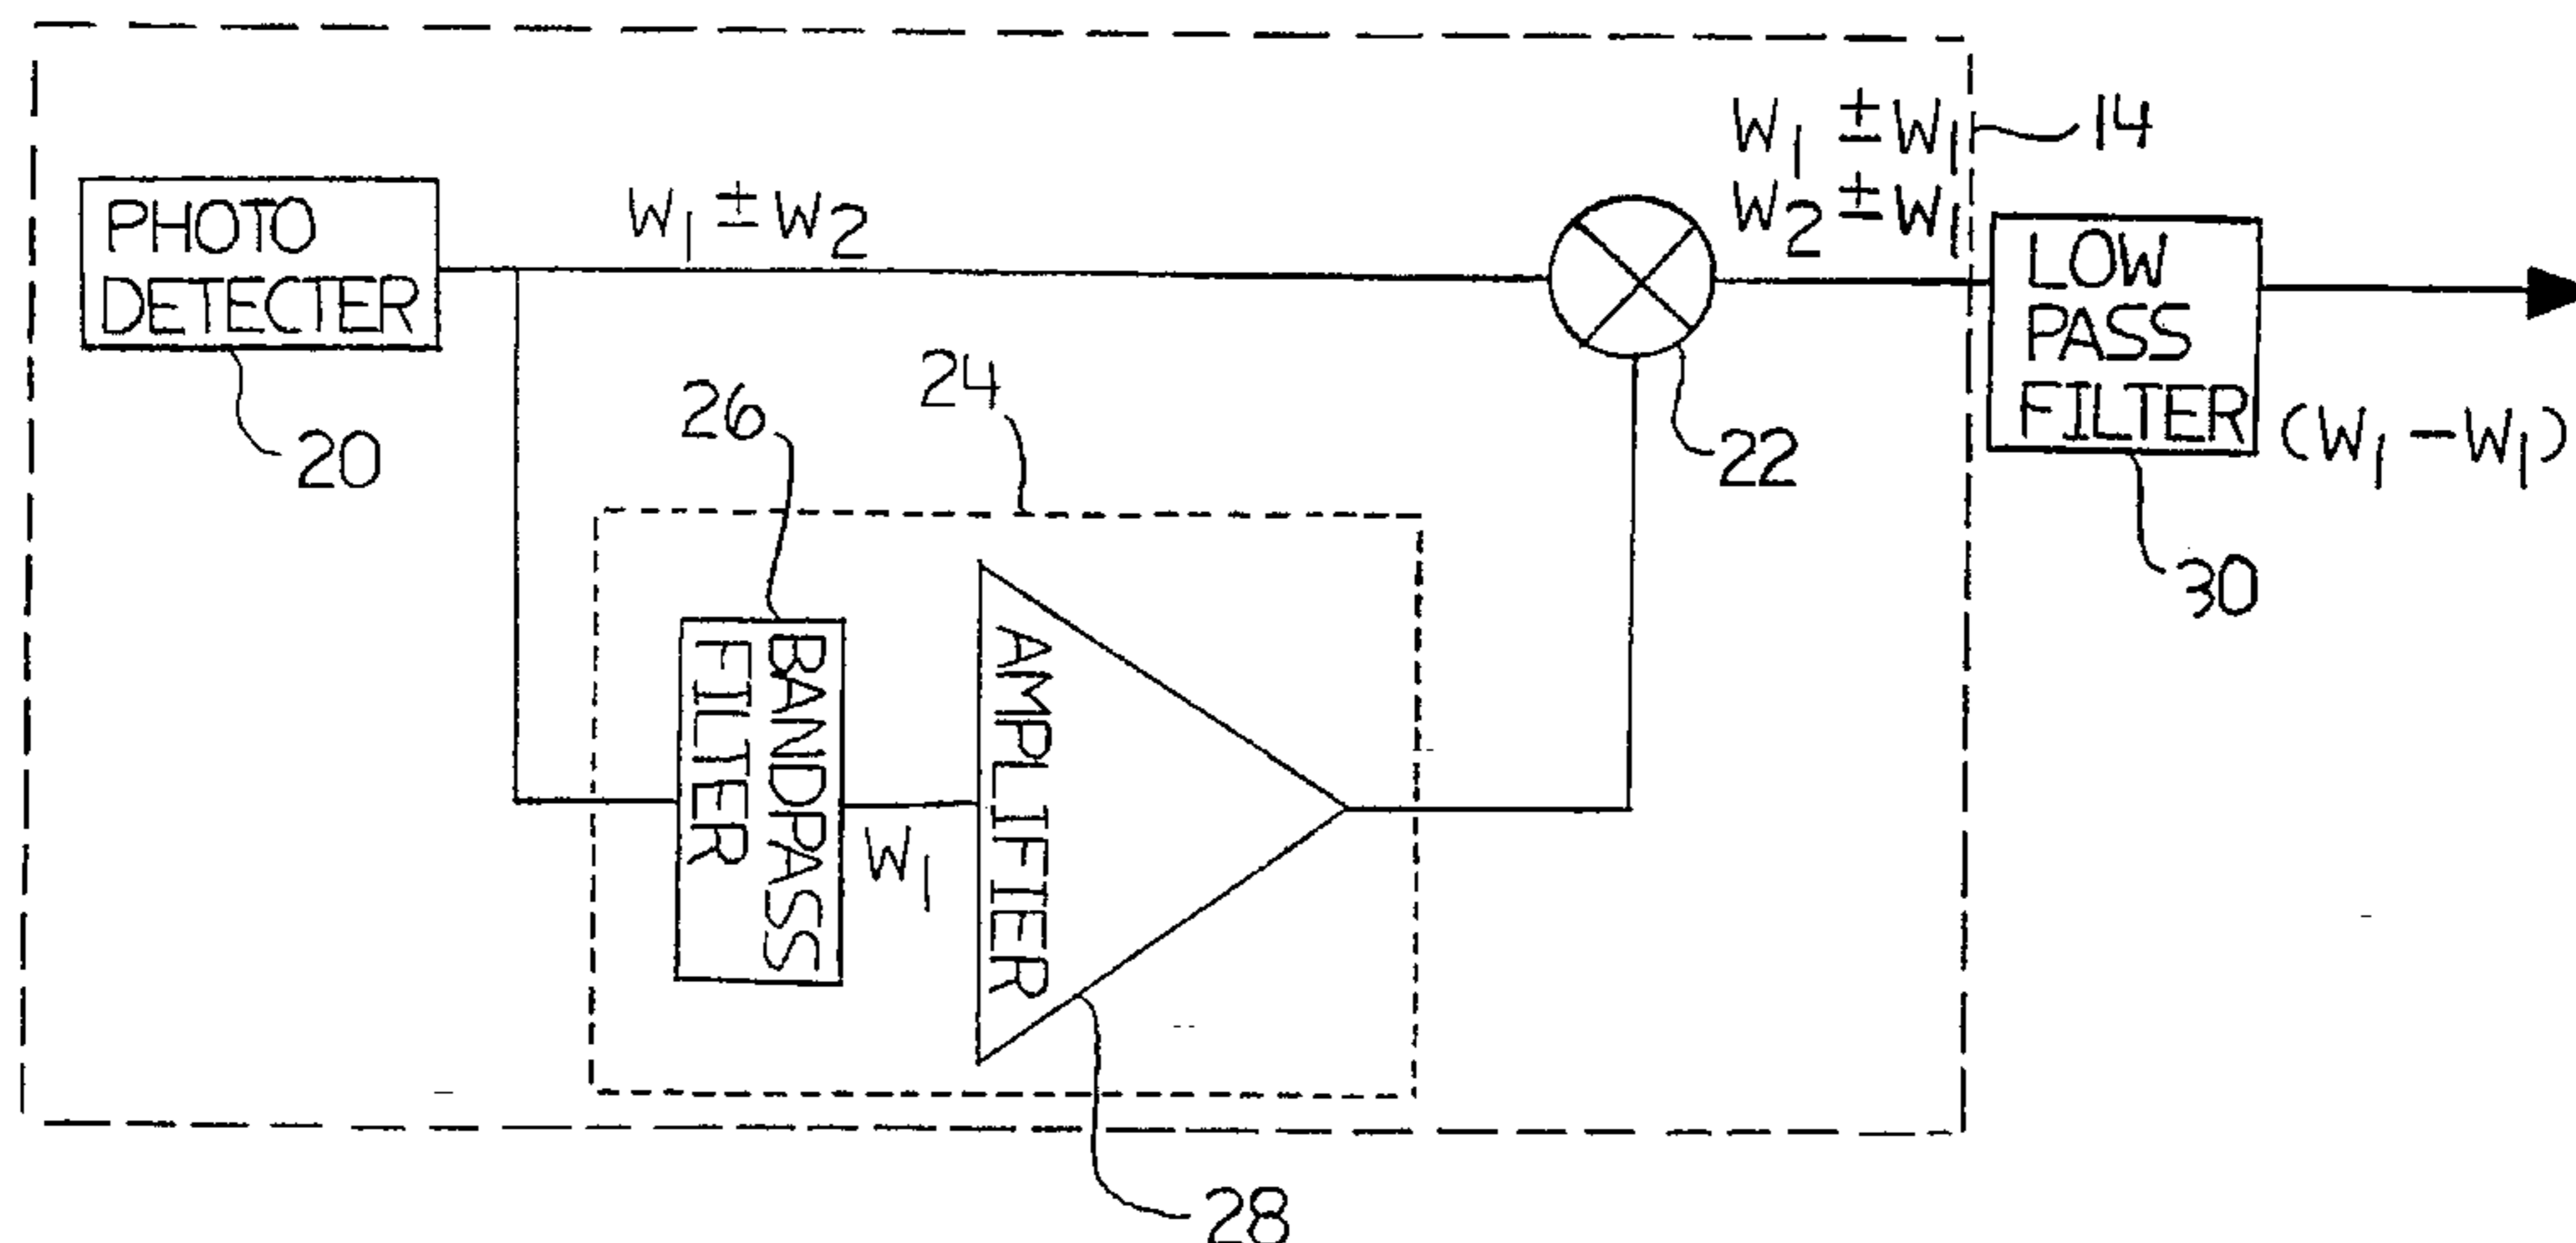 W₁ ± W₁
W₂ ± W₁
14
PHOTO
DETECTER
W₁ ± W₂
LOW
PASS
FILTER
(W₁ − W₁)
20
22
24
26
30
BANDPASS
FILTER
W₁
AMPLIFIER
28